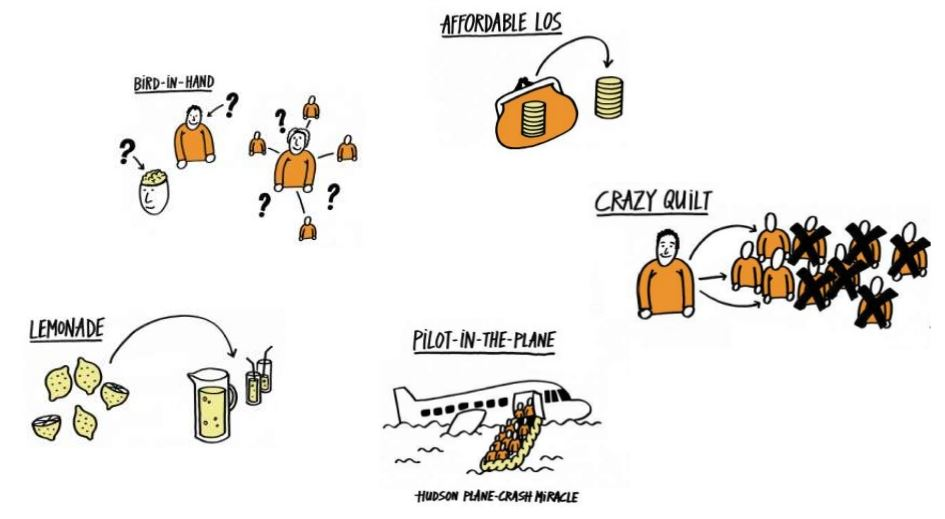 AFFORDABLE LOS
BIRD-IN-HAND
?
?
?
?
?
CRAZY QUILT
LEMONADE
PILOT-IN-THE-PLANE
HUDSON PLANE-CRASH MIRACLE